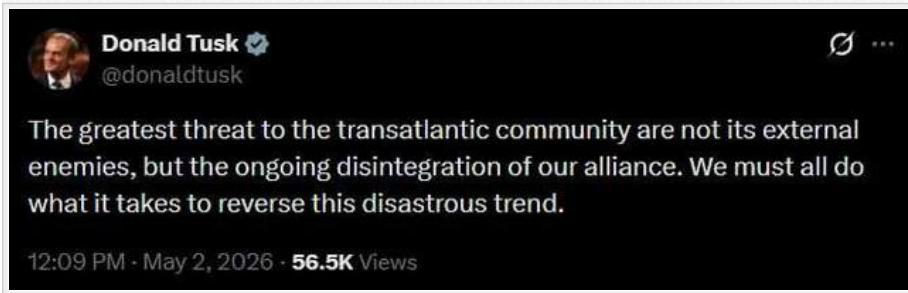 Donald Tusk
@donaldtusk
The greatest threat to the transatlantic community are not its external
enemies, but the ongoing disintegration of our alliance. We must all do
what it takes to reverse this disastrous trend.
12:09 PM · May 2, 2026 · 56.5K Views